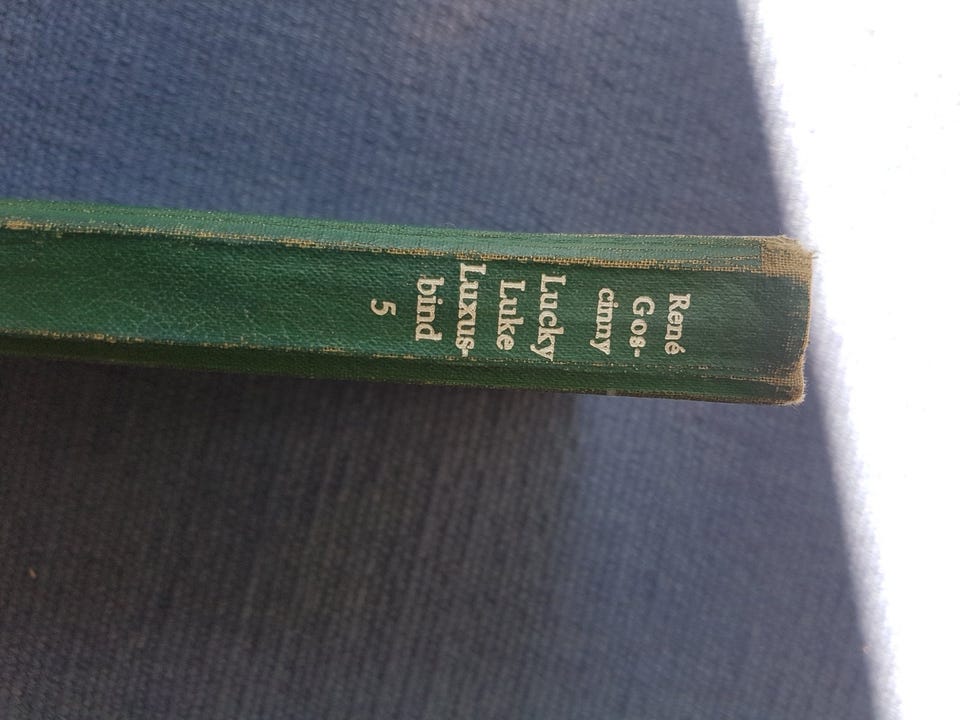 René
Gos-
cinny
Lucky
Luke
Luxus-
bind
5